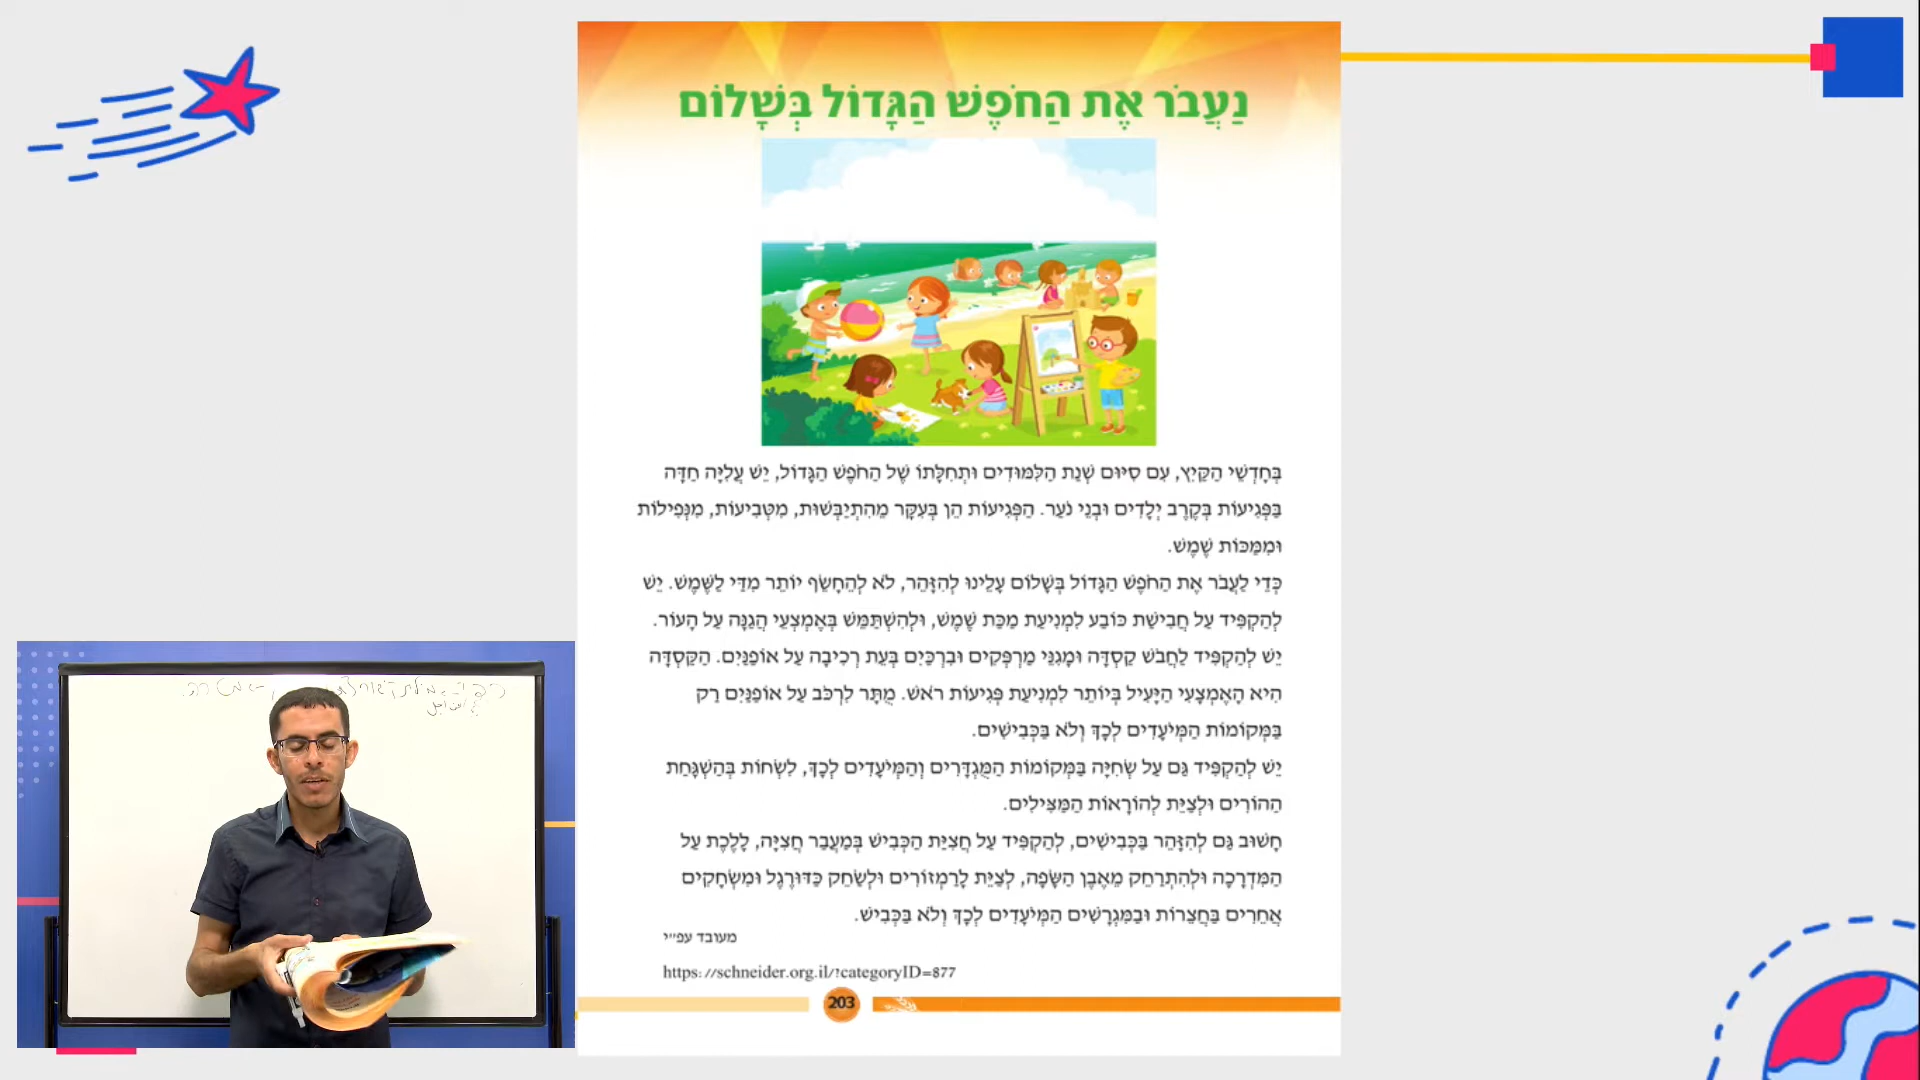 נַעֲבֹר אֶת הַחֹפֶשׁ הַגָּדוֹל בְּשָׁלוֹם
בְּחָדְשֵׁי הַקַּיִץ, עִם סִיּוּם שְׁנַת הַלִּמּוּדִים וּתְחִלָּתוֹ שֶׁל הַחֹפֶשׁ הַגָּדוֹל, יֵשׁ עֲלִיָּה חַדָּה
בַּפְּגִיעוֹת בְּקֶרֶב יְלָדִים וּבְנֵי נֹעַר. הַפְּגִיעוֹת הֵן בְּעִקָּר מֵהִתְיַבְּשׁוּת, מִטְּבִיעוֹת, מִנְּפִילוֹת
וּמִמַּכּוֹת שֶׁמֶשׁ.
כְּדֵי לַעֲבֹר אֶת הַחֹפֶשׁ הַגָּדוֹל בְּשָׁלוֹם עָלֵינוּ לְהִזָּהֵר, לֹא לְהֵחָשֵׂף יוֹתֵר מִדַּי לַשֶּׁמֶשׁ. יֵשׁ
לְהַקְפִּיד עַל חֲבִישַׁת כּוֹבַע לִמְנִיעַת מַכַּת שֶׁמֶשׁ, וּלְהִשְׁתַּמֵּשׁ בְּאֶמְצְעֵי הֲגַנָּה עַל הָעוֹר.
יֵשׁ לְהַקְפִּיד לַחֲבֹשׁ קַסְדָּה וּמָגִנֵּי מַרְפְּקִים וּבִרְכַּיִם בְּעֵת רְכִיבָה עַל אוֹפַנַּיִם. הַקַּסְדָּה
הִיא הָאֶמְצָעִי הַיָּעִיל בְּיוֹתֵר לִמְנִיעַת פְּגִיעוֹת רֹאשׁ. מֻתָּר לִרְכֹּב עַל אוֹפַנַּיִם רַק
בַּמְּקוֹמוֹת הַמְּיֹעָדִים לְכָךְ וְלֹא בַּכְּבִישִׁים.
יֵשׁ לְהַקְפִּיד גַּם עַל שְׂחִיָּה בַּמְּקוֹמוֹת הַמֻּגְדָּרִים וְהַמְּיֹעָדִים לְכָךְ, לִשְׂחוֹת בְּהַשְׁגָּחַת
הַהוֹרִים וּלְצַיֵּת לְהוֹרָאוֹת הַמַּצִּילִים.
חָשׁוּב גַּם לְהִזָּהֵר בַּכְּבִישִׁים, לְהַקְפִּיד עַל חֲצִיַּת הַכְּבִישׁ בְּמַעֲבַר חֲצִיָּה, לָלֶכֶת עַל
הַמִּדְרָכָה וּלְהִתְרַחֵק מֵאֶבֶן הַשָּׂפָה, לְצַיֵּת לָרַמְזוֹרִים וּלְשַׂחֵק כַּדּוּרֶגֶל וּמִשְׂחָקִים
אֲחֵרִים בַּחֲצֵרוֹת וּבַמִּגְרָשִׁים הַמְּיֹעָדִים לְכָךְ וְלֹא בַּכְּבִישׁ.
מעובד עפ״י
https://schneider.org.il/?categoryID=877
203